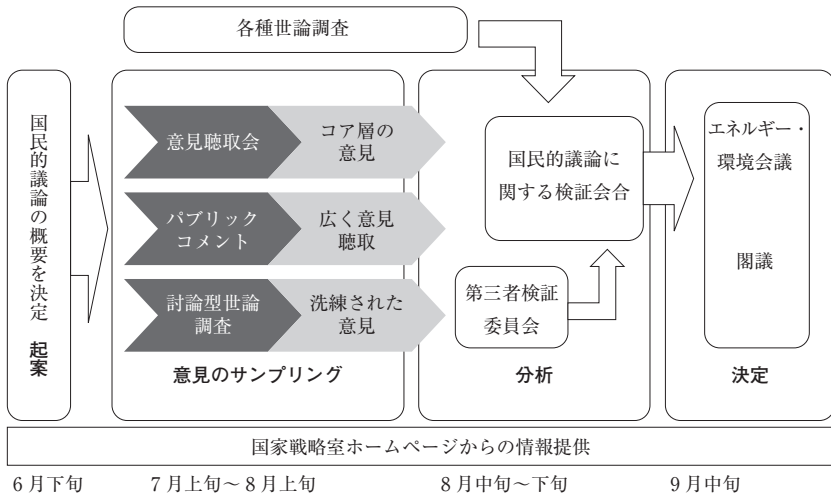 各種世論調査
国民的議論の概要を決定 起案
意見聴取会
コア層の
意見
パブリック
コメント
広く意見
聴取
討論型世論
調査
洗練された
意見
意見のサンプリング
国民的議論に
関する検証会合
第三者検証
委員会
分析
エネルギー・
環境会議
閣議
決定
国家戦略室ホームページからの情報提供
6月下旬
7月上旬~8月上旬
8月中旬~下旬
9月中旬